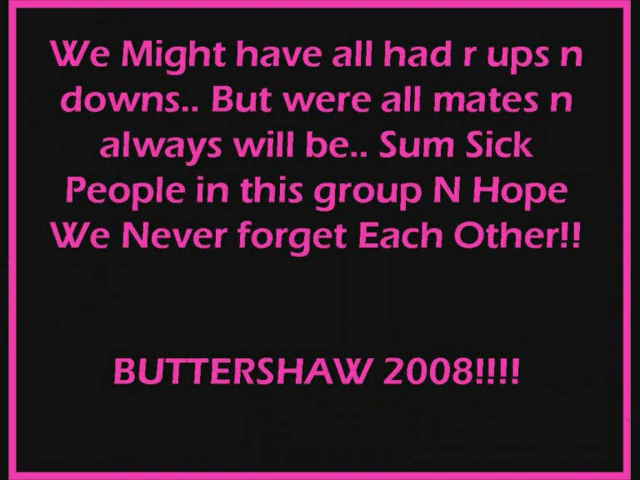 We Might have all had r ups n
downs.. But were all mates n
always will be.. Sum Sick
People in this group N Hope
We Never forget Each Other!!
BUTTERSHAW 2008!!!!